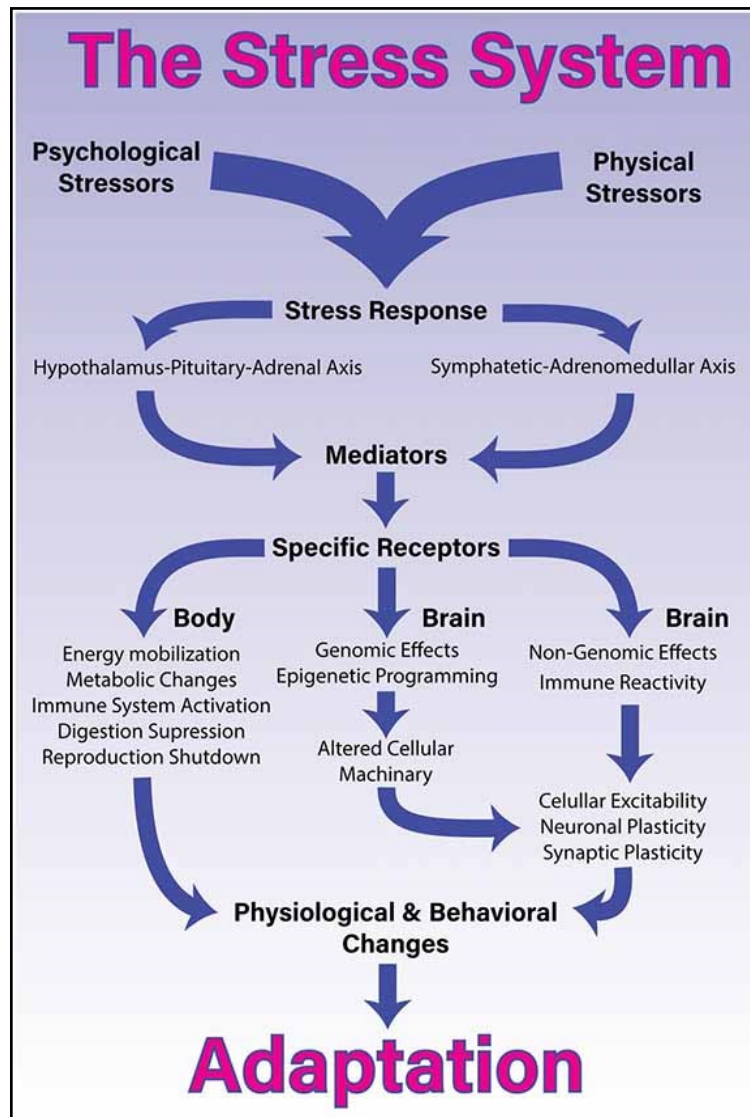 The Stress System
Psychological
Stressors
Physical
Stressors
Stress Response
Hypothalamus-Pituitary-Adrenal Axis
Symphatetic-Adrenomedullar Axis
Mediators
Specific Receptors
Body
Energy mobilization
Metabolic Changes
Immune System Activation
Digestion Supression
Reproduction Shutdown
Brain
Genomic Effects
Epigenetic Programming
Altered Cellular
Machinary
Brain
Non-Genomic Effects
Immune Reactivity
Celullar Excitability
Neuronal Plasticity
Synaptic Plasticity
Physiological & Behavioral
Changes
Adaptation